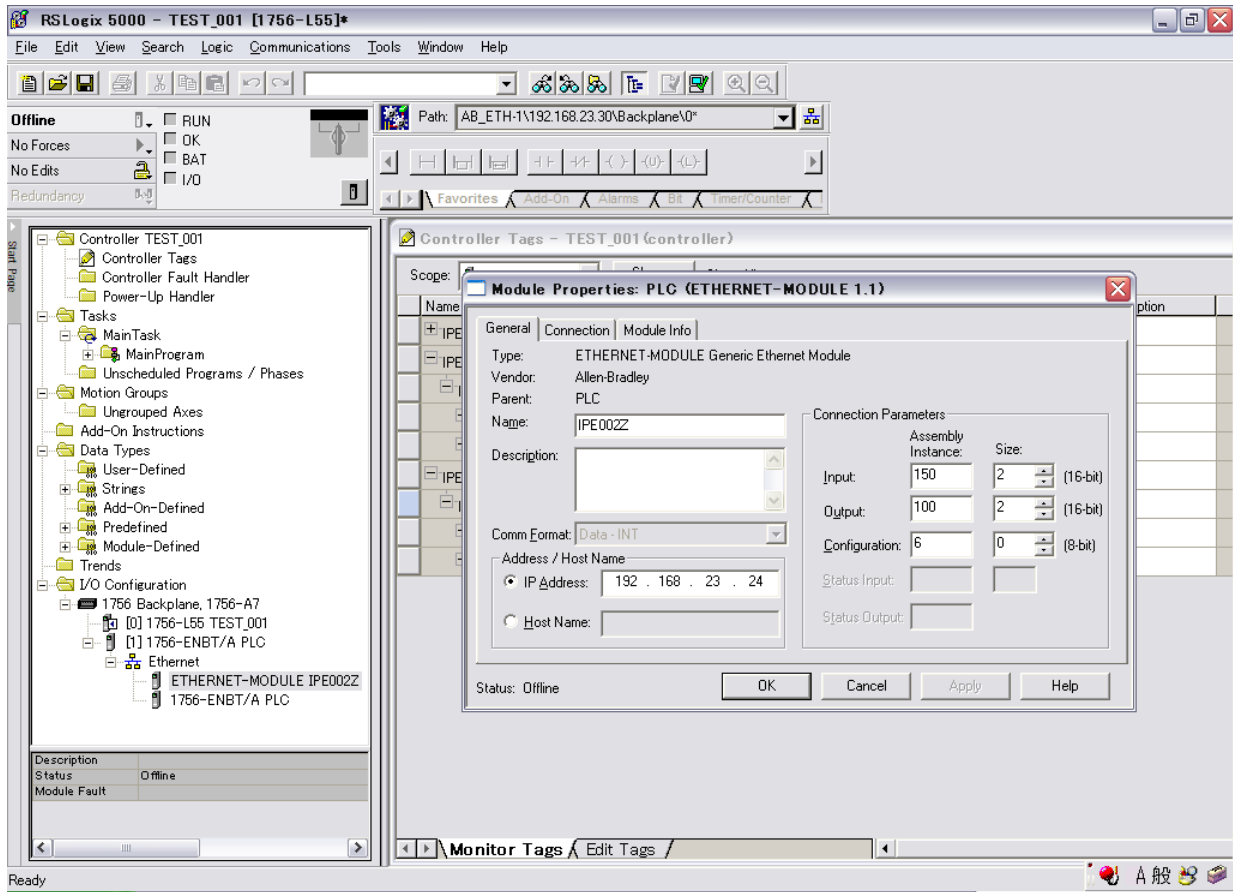 RSLogix 5000 - TEST_001 [1756-L55]*
File Edit View Search Logic Communications Tools Window Help
Offline
RUN
No Forces
OK
No Edits
BAT
I/O
Redundancy
Path: AB_ETH-1\192.168.23.30\Backplane\0*
Favorites Add-On Alarms Bit Timer/Counter
Start Page
Controller TEST_001
Controller Tags
Controller Fault Handler
Power-Up Handler
Tasks
MainTask
MainProgram
Unscheduled Programs / Phases
Motion Groups
Ungrouped Axes
Add-On Instructions
Data Types
User-Defined
Strings
Add-On-Defined
Predefined
Module-Defined
Trends
I/O Configuration
1756 Backplane, 1756-A7
[0] 1756-L55 TEST_001
[1] 1756-ENBT/A PLC
Ethernet
ETHERNET-MODULE IPE002Z
1756-ENBT/A PLC
Description
Status Offline
Module Fault
Controller Tags - TEST_001(controller)
Scope:
Name
ption
IPE
IPE
IPE
Module Properties: PLC (ETHERNET-MODULE 1.1)
General Connection Module Info
Type: ETHERNET-MODULE Generic Ethernet Module
Vendor: Allen-Bradley
Parent: PLC
Name: IPE002Z
Description:
Comm Format: Data - INT
Address / Host Name
IP Address: 192 . 168 . 23 . 24
Host Name:
Connection Parameters
Assembly Instance: Size:
Input: 150 2 (16-bit)
Output: 100 2 (16-bit)
Configuration: 6 0 (8-bit)
Status Input:
Status Output:
Status: Offline
OK Cancel Apply Help
Monitor Tags Edit Tags
Ready
A 般